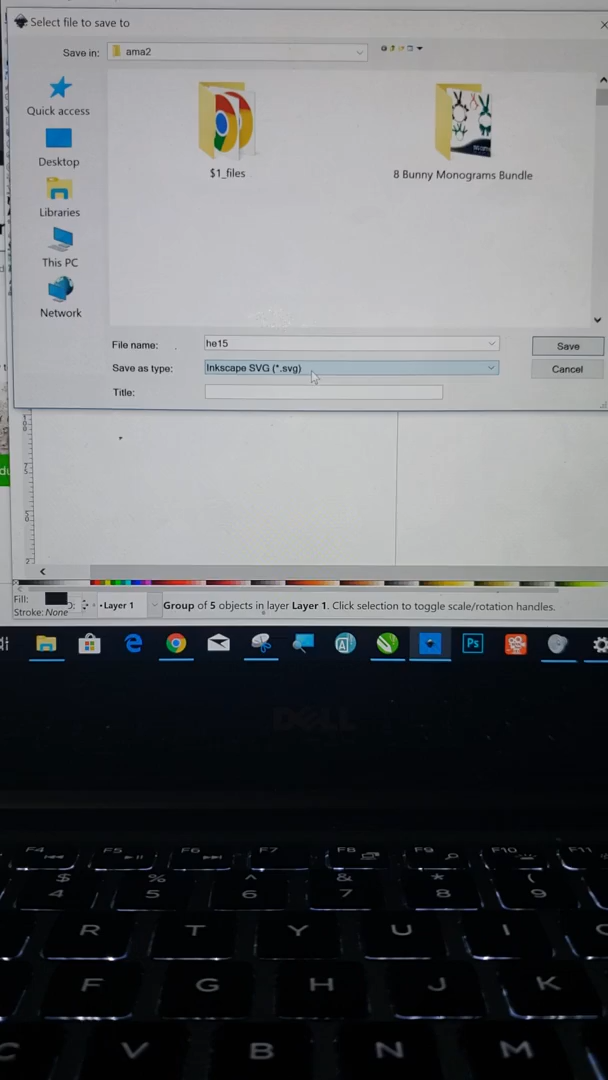 Select file to save to
Save in: ama2
Quick access
Desktop
Libraries
This PC
Network
$1_files
8 Bunny Monograms Bundle
File name: he15
Save
Save as type: Inkscape SVG (*.svg)
Cancel
Title:
Fill:
Stroke: None
•Layer 1
Group of 5 objects in layer Layer 1. Click selection to toggle scale/rotation handles.
Ps
DELL
F4 F5 F6 F7 F8 F9 F10 F11
$ % ^ & * (
4 5 6 7 8 9
R T Y U I
F G H J K
C V B N M